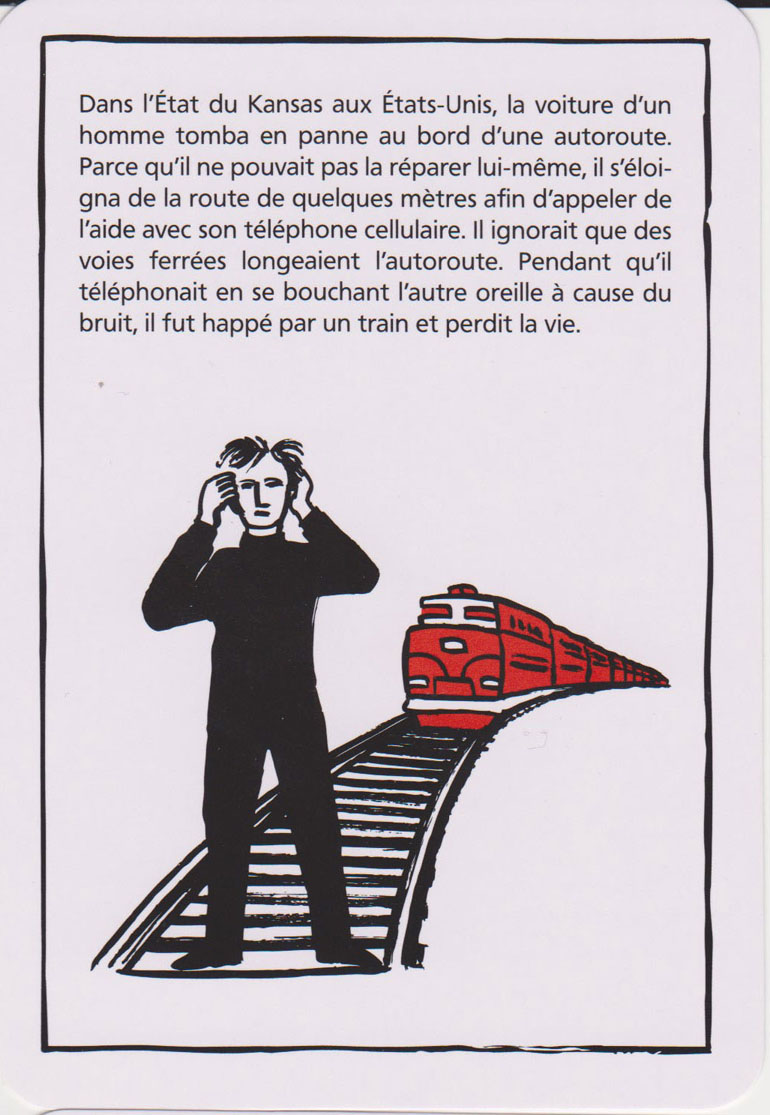 Dans l'État du Kansas aux États-Unis, la voiture d'un
homme tomba en panne au bord d'une autoroute.
Parce qu'il ne pouvait pas la réparer lui-même, il s'éloi-
gna de la route de quelques mètres afin d'appeler de
l'aide avec son téléphone cellulaire. Il ignorait que des
voies ferrées longeaient l'autoroute. Pendant qu'il
téléphonait en se bouchant l'autre oreille à cause du
bruit, il fut happé par un train et perdit la vie.